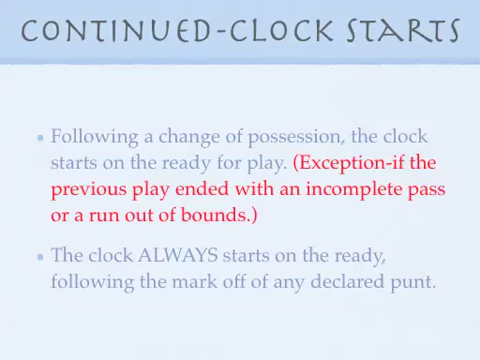 CONTINUED-CLOCK STARTS
• Following a change of possession, the clock
starts on the ready for play. (Exception-if the
previous play ended with an incomplete pass
or a run out of bounds.)
• The clock ALWAYS starts on the ready,
following the mark off of any declared punt.